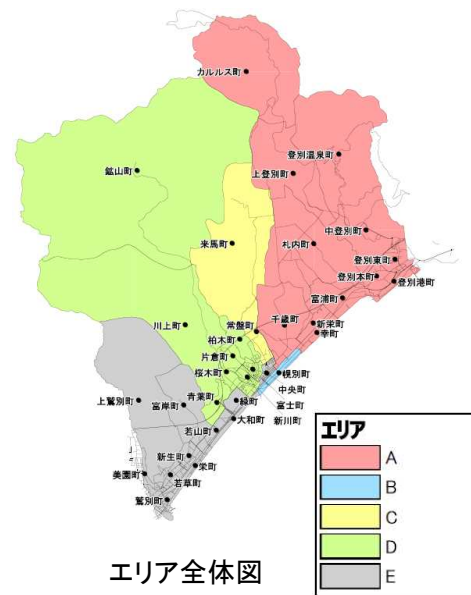 カルルス町
登別温泉町
鉱山町
上登別町
中登別町
来馬町
札内町
登別東町
登別本町
登別港町
富浦町
千歳町
新栄町
幸町
川上町
常盤町
柏木町
片倉町
桜木町
幌別町
中央町
上鷲別町
富岸町
青葉町
緑町
富士町
若山町
大和町
新川町
新生町
栄町
美園町
若草町
鷲別町
エリア
A
B
C
D
E
エリア全体図